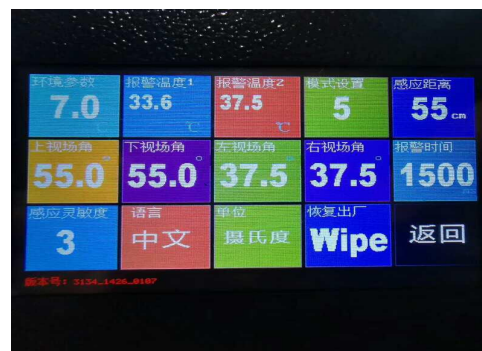 环境参数 报警温度1 报警温度2 模式设置 感应距离
7.0 33.6 ℃ 37.5 ℃ 5 55 cm
上视场角 下视场角 左视场角 右视场角 报警时间
55.0° 55.0° 37.5° 37.5° 1500
感应灵敏度 语言 单位 恢复出厂
3 中文 摄氏度 Wipe 返回
版本号: 3134_1426_0107